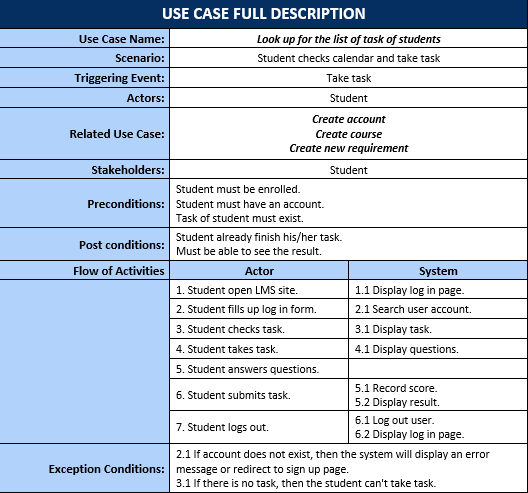 USE CASE FULL DESCRIPTION
Use Case Name: Look up for the list of task of students
Scenario: Student checks calendar and take task
Triggering Event: Take task
Actors: Student
Related Use Case: Create account
Create course
Create new requirement
Stakeholders: Student
Preconditions: Student must be enrolled.
Student must have an account.
Task of student must exist.
Post conditions: Student already finish his/her task.
Must be able to see the result.
Flow of Activities Actor System
1. Student open LMS site. 1.1 Display log in page.
2. Student fills up log in form. 2.1 Search user account.
3. Student checks task. 3.1 Display task.
4. Student takes task. 4.1 Display questions.
5. Student answers questions.
6. Student submits task. 5.1 Record score.
5.2 Display result.
7. Student logs out. 6.1 Log out user.
6.2 Display log in page.
Exception Conditions: 2.1 If account does not exist, then the system will display an error
message or redirect to sign up page.
3.1 If there is no task, then the student can't take task.